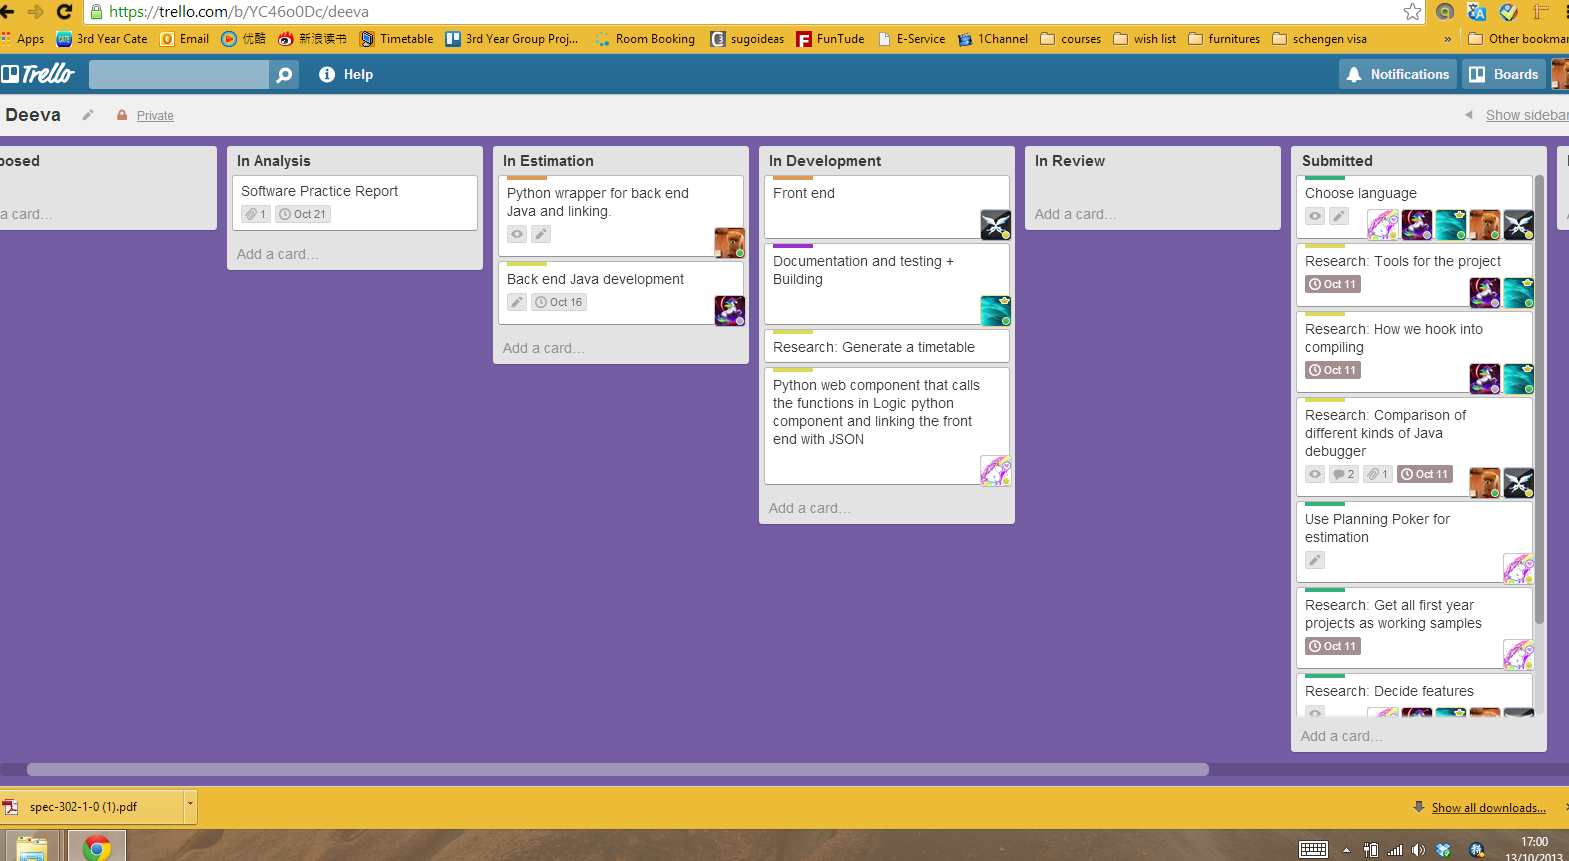 https://trello.com/b/YC46o0Dc/deeva
Apps 3rd Year Cate Email 优酷 新浪读书 Timetable 3rd Year Group Proj... Room Booking sugoideas FunTude E-Service 1Channel courses wish list furnitures schengen visa » Other bookmar
Trello Help Notifications Boards
Deeva Private Show sidebar
posed
a card...
In Analysis
Software Practice Report
1 Oct 21
Add a card...
In Estimation
Python wrapper for back end
Java and linking.
Back end Java development
Oct 16
Add a card...
In Development
Front end
Documentation and testing +
Building
Research: Generate a timetable
Python web component that calls
the functions in Logic python
component and linking the front
end with JSON
Add a card...
In Review
Add a card...
Submitted
Choose language
Research: Tools for the project
Oct 11
Research: How we hook into
compiling
Oct 11
Research: Comparison of
different kinds of Java
debugger
2 1 Oct 11
Use Planning Poker for
estimation
Research: Get all first year
projects as working samples
Oct 11
Research: Decide features
Add a card...
spec-302-1-0 (1).pdf Show all downloads...
17:00
13/10/2013